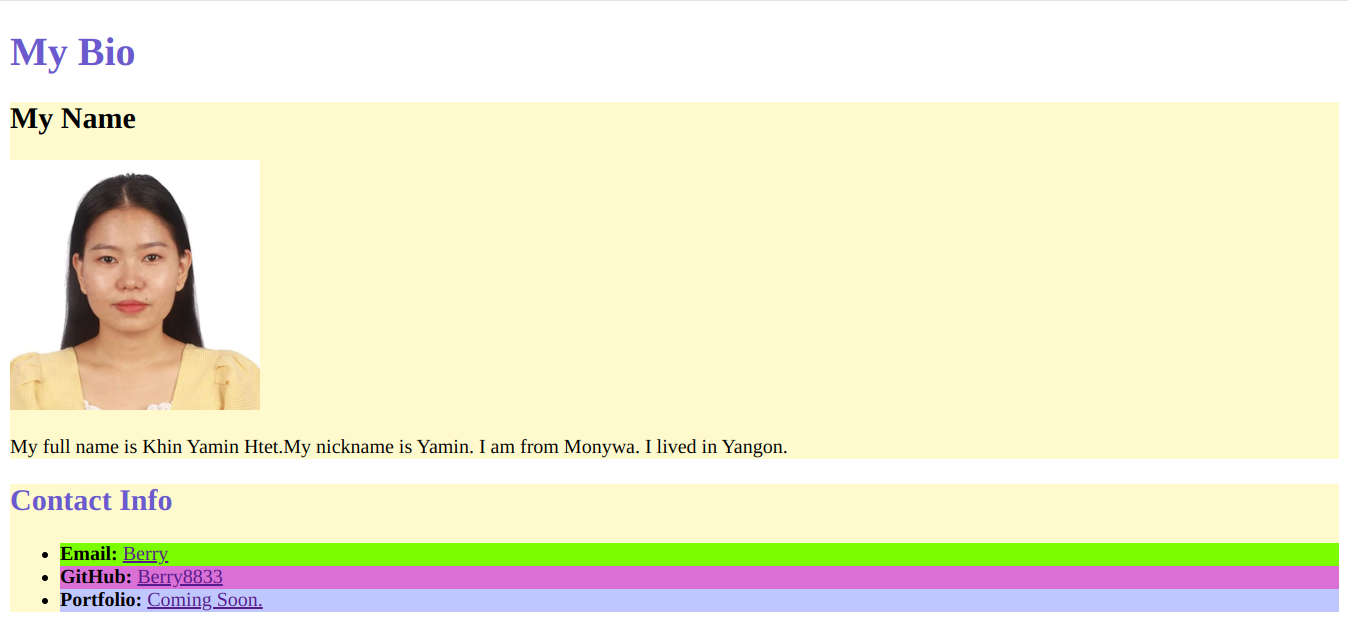 My Bio
My Name
My full name is Khin Yamin Htet.My nickname is Yamin. I am from Monywa. I lived in Yangon.
Contact Info
Email: Berry
GitHub: Berry8833
Portfolio: Coming Soon.